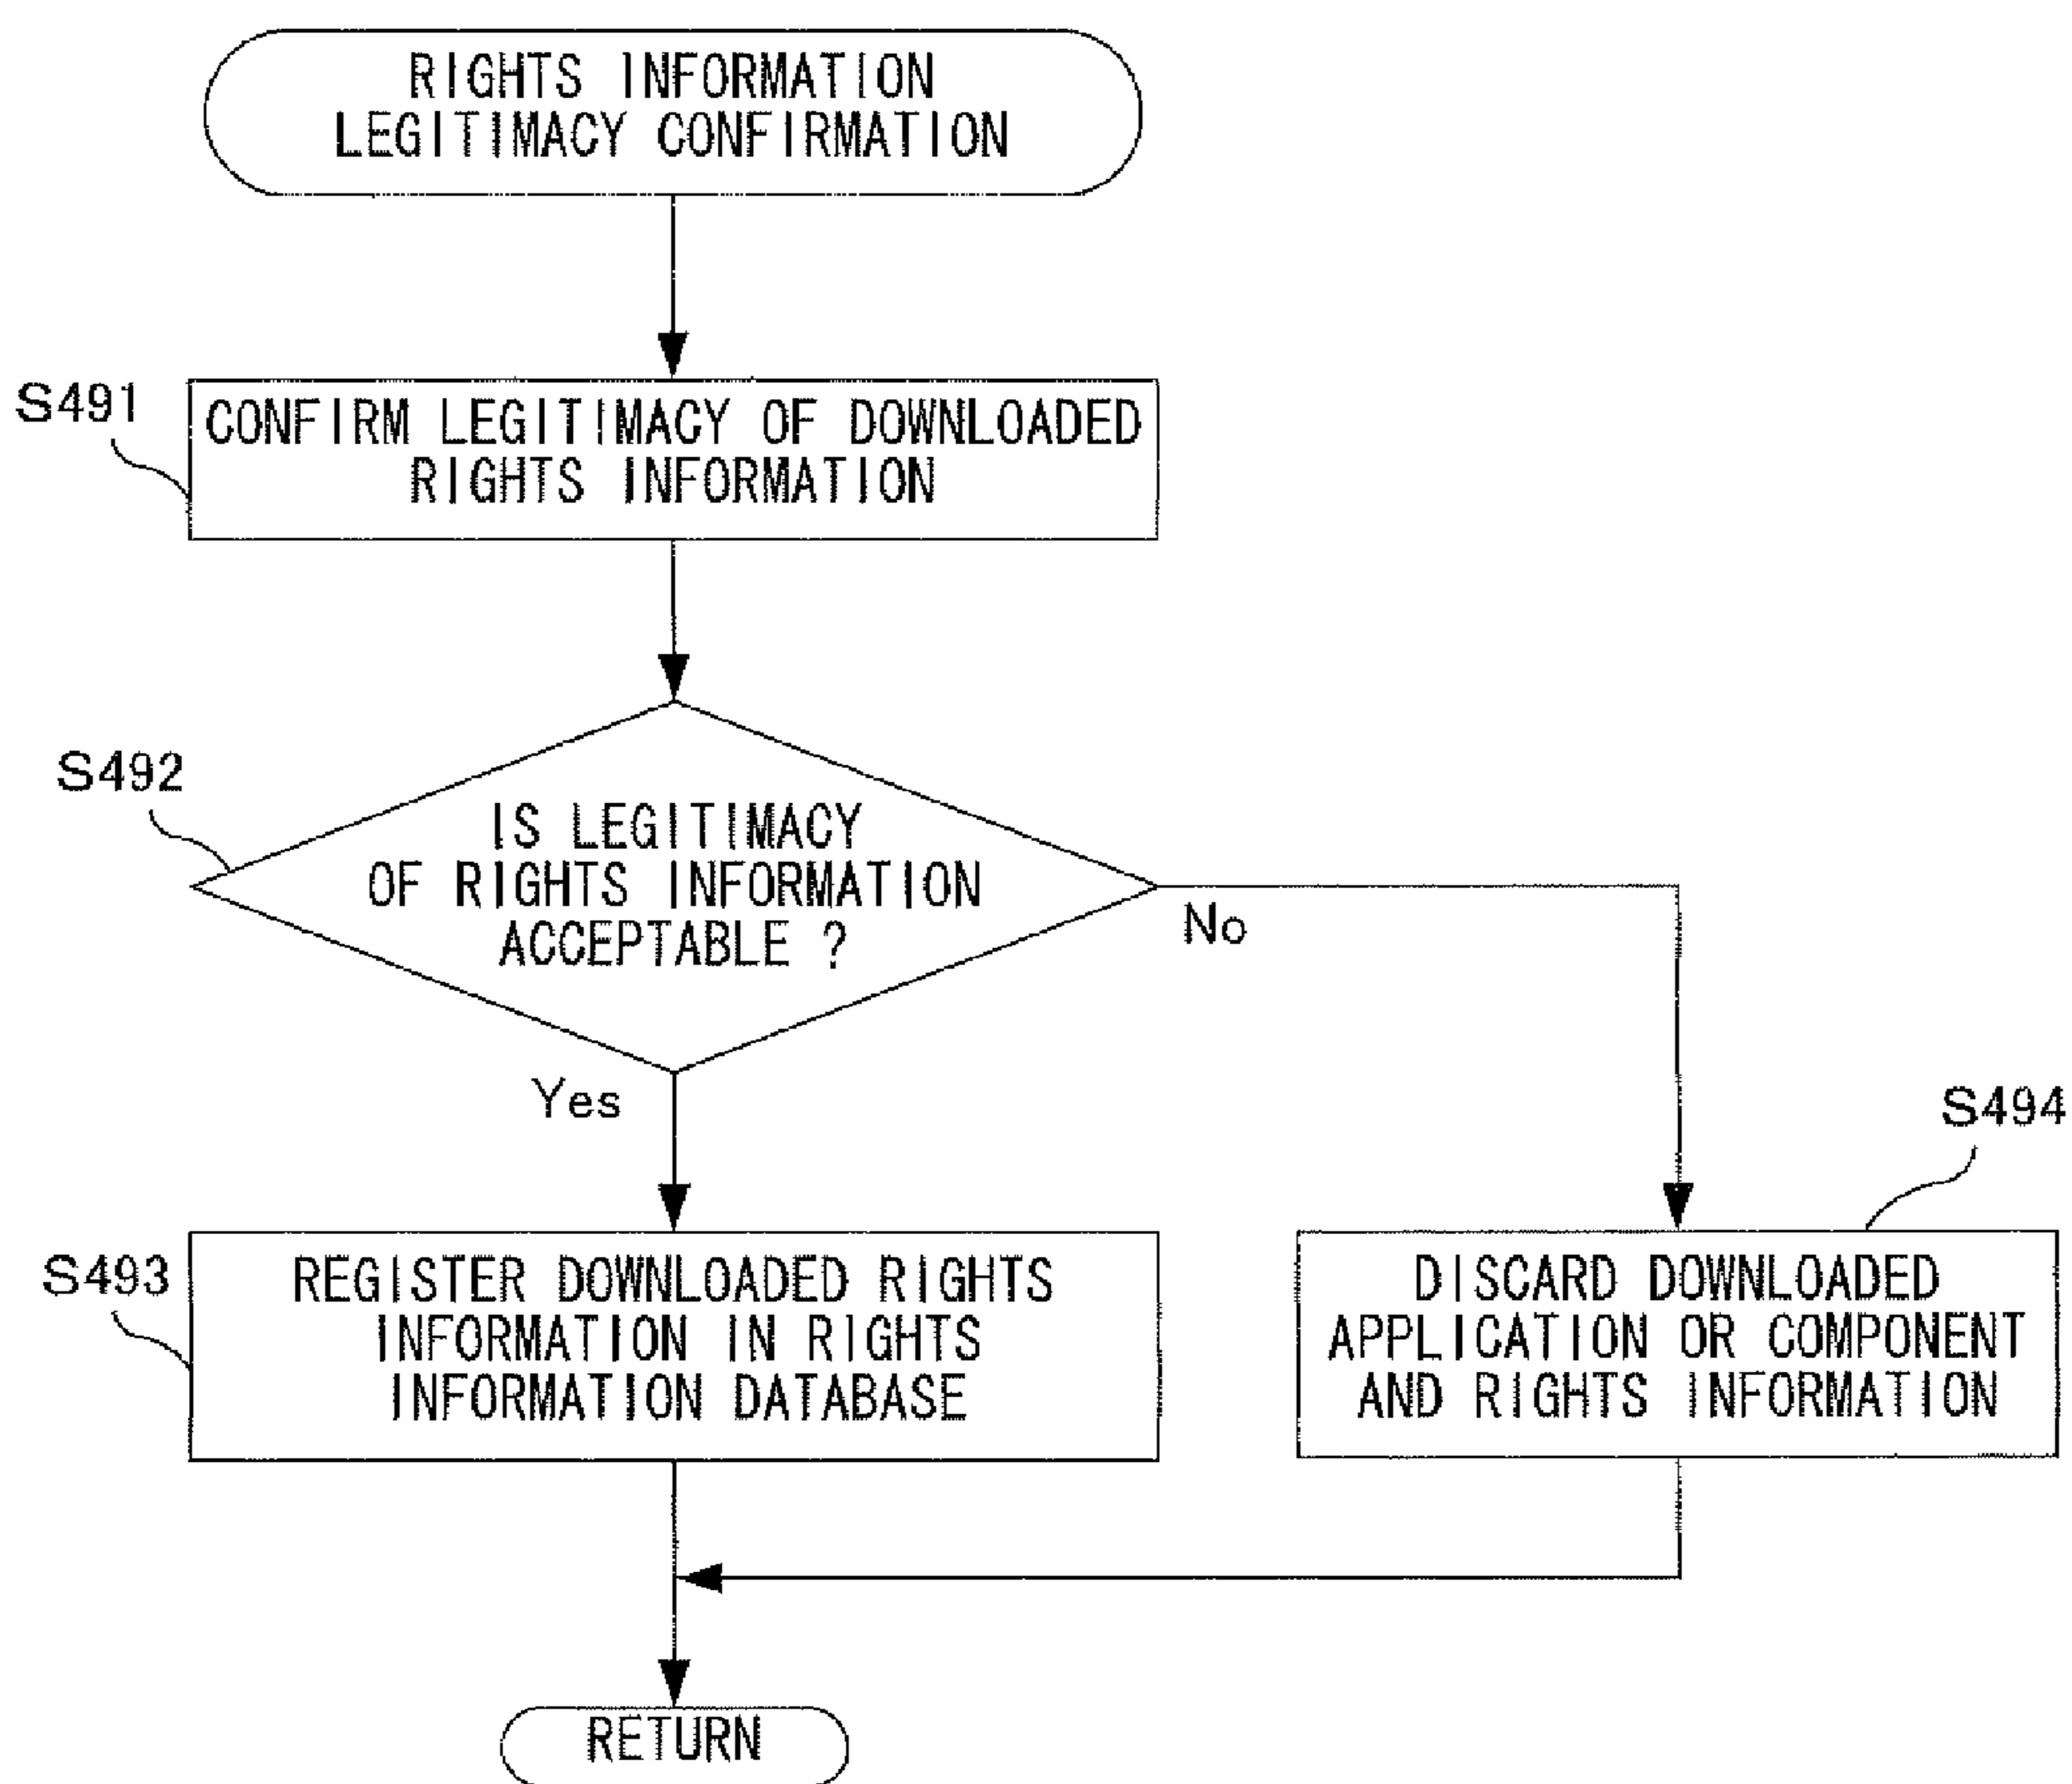 RIGHTS INFORMATION
LEGITIMACY CONFIRMATION
S491
CONFIRM LEGITIMACY OF DOWNLOADED
RIGHTS INFORMATION
S492
IS LEGITIMACY
OF RIGHTS INFORMATION
ACCEPTABLE ?
No
Yes
S493
REGISTER DOWNLOADED RIGHTS
INFORMATION IN RIGHTS
INFORMATION DATABASE
S494
DISCARD DOWNLOADED
APPLICATION OR COMPONENT
AND RIGHTS INFORMATION
RETURN